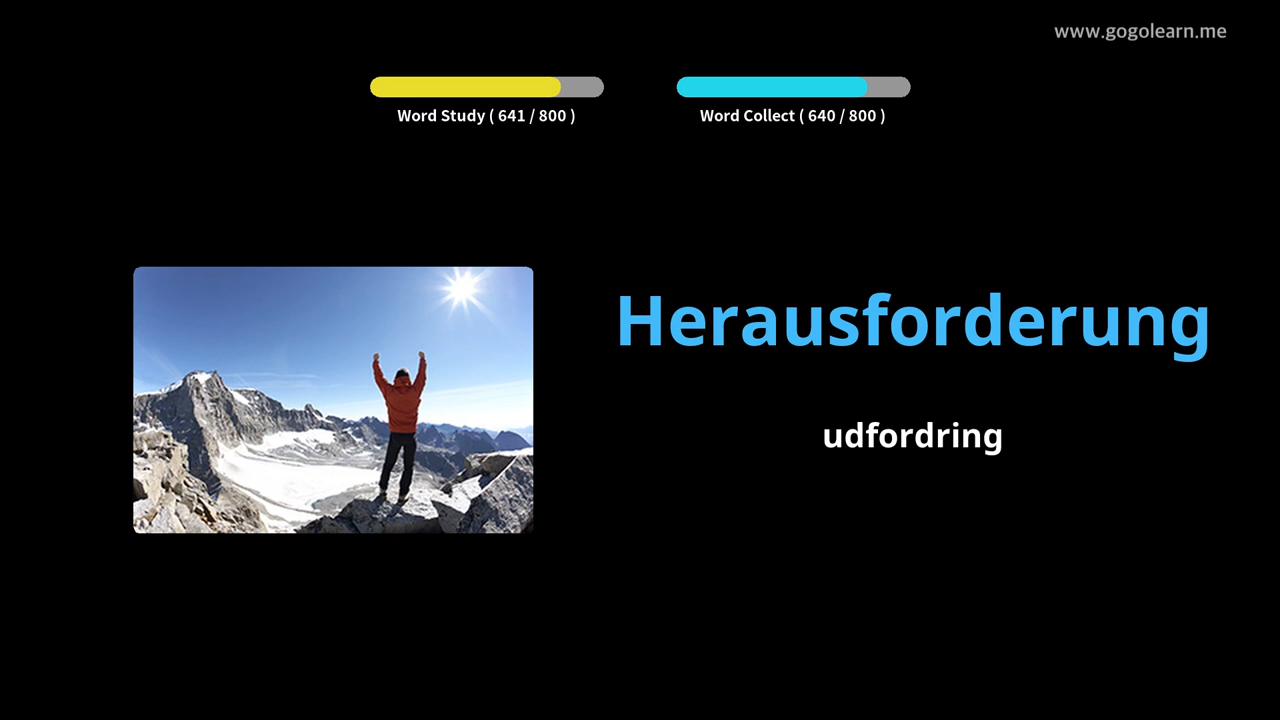 www.gogolearn.me
Word Study ( 641 / 800 )
Word Collect ( 640 / 800 )
Herausforderung
udfordring